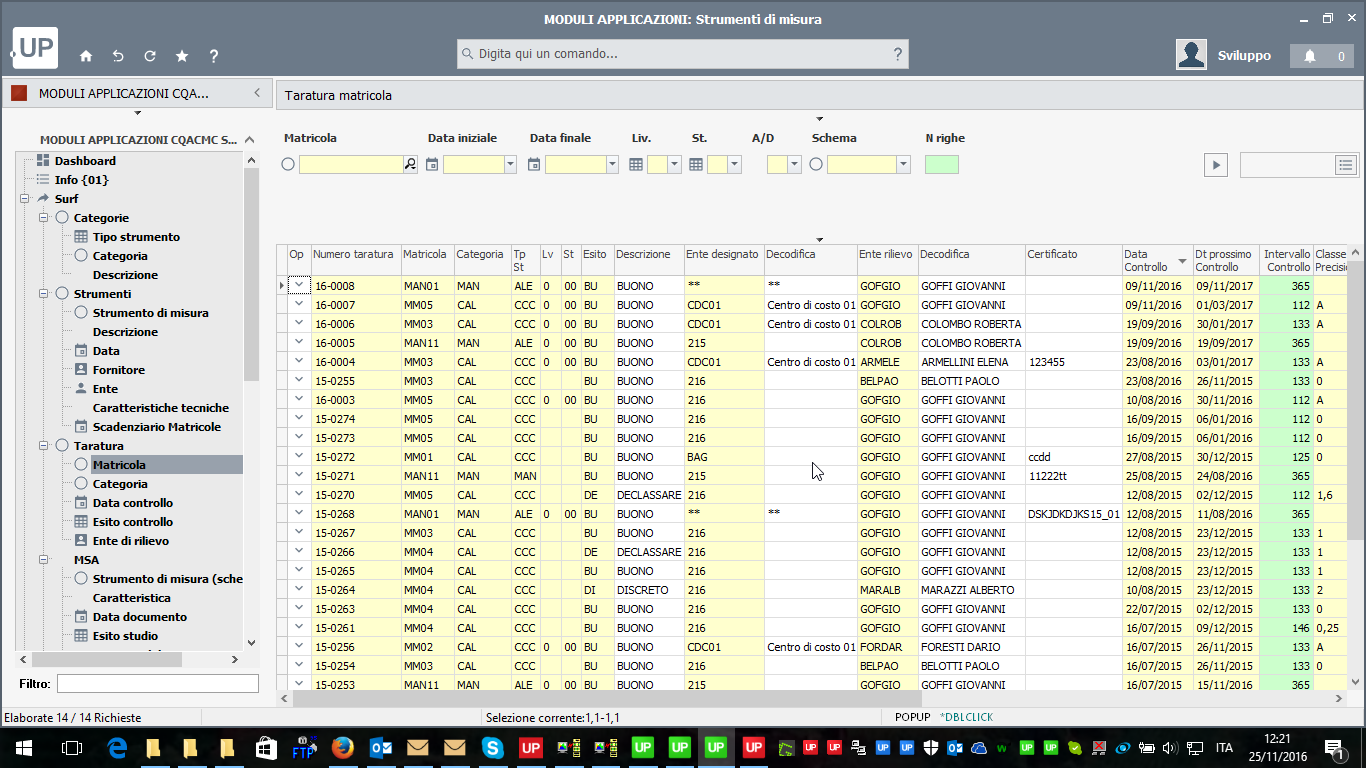 MODULI APPLICAZIONI: Strumenti di misura
UP
Digita qui un comando...
?
?
Sviluppo
0
MODULI APPLICAZIONI CQA...
Taratura matricola
MODULI APPLICAZIONI CQACMC S...
Dashboard
Info {01}
Surf
Categorie
Tipo strumento
Categoria
Descrizione
Strumenti
Strumento di misura
Descrizione
Data
Fornitore
Ente
Caratteristiche tecniche
Scadenziario Matricole
Taratura
Matricola
Categoria
Data controllo
Esito controllo
Ente di rilievo
MSA
Strumento di misura (sche
Caratteristica
Data documento
Esito studio
Filtro:
Matricola Data iniziale Data finale Liv. St. A/D Schema N righe
Op Numero taratura Matricola Categoria Tp St Lv St Esito Descrizione Ente designato Decodifica Ente rilievo Decodifica Certificato Data Controllo Dt prossimo Controllo Intervallo Controllo Classe Precisi
16-0008 MAN01 MAN ALE 0 00 BU BUONO ** ** GOFGIO GOFFI GIOVANNI 09/11/2016 09/11/2017 365
16-0007 MM05 CAL CCC 0 00 BU BUONO CDC01 Centro di costo 01 GOFGIO GOFFI GIOVANNI 09/11/2016 01/03/2017 112 A
16-0006 MM03 CAL CCC 0 00 BU BUONO CDC01 Centro di costo 01 COLROB COLOMBO ROBERTA 19/09/2016 30/01/2017 133 A
16-0005 MAN11 MAN ALE 0 00 BU BUONO 215 COLROB COLOMBO ROBERTA 19/09/2016 19/09/2017 365
16-0004 MM03 CAL CCC 0 00 BU BUONO CDC01 Centro di costo 01 ARMELE ARMELLINI ELENA 123455 23/08/2016 03/01/2017 133 A
15-0255 MM03 CAL CCC BU BUONO 216 BELPAO BELOTTI PAOLO 23/08/2016 26/11/2015 133 0
16-0003 MM05 CAL CCC 0 00 BU BUONO 216 GOFGIO GOFFI GIOVANNI 10/08/2016 30/11/2016 112 A
15-0274 MM05 CAL CCC BU BUONO 216 GOFGIO GOFFI GIOVANNI 16/09/2015 06/01/2016 112 0
15-0273 MM05 CAL CCC BU BUONO 216 GOFGIO GOFFI GIOVANNI 16/09/2015 06/01/2016 112 0
15-0272 MM01 CAL CCC BU BUONO BAG GOFGIO GOFFI GIOVANNI ccdd 27/08/2015 30/12/2015 125 0
15-0271 MAN11 MAN MAN BU BUONO 215 GOFGIO GOFFI GIOVANNI 11222tt 25/08/2015 24/08/2016 365
15-0270 MM05 CAL CCC DE DECLASSARE 216 GOFGIO GOFFI GIOVANNI 12/08/2015 02/12/2015 112 1,6
15-0268 MAN01 MAN ALE 0 00 BU BUONO ** ** GOFGIO GOFFI GIOVANNI DSKJDKDJKS15_01 12/08/2015 11/08/2016 365
15-0267 MM03 CAL CCC BU BUONO 216 GOFGIO GOFFI GIOVANNI 12/08/2015 23/12/2015 133 1
15-0266 MM04 CAL CCC DE DECLASSARE 216 GOFGIO GOFFI GIOVANNI 12/08/2015 23/12/2015 133 1
15-0265 MM04 CAL CCC BU BUONO 216 GOFGIO GOFFI GIOVANNI 12/08/2015 23/12/2015 133 1
15-0264 MM04 CAL CCC DI DISCRETO 216 MARALB MARAZZI ALBERTO 10/08/2015 23/12/2015 133 2
15-0263 MM04 CAL CCC BU BUONO 216 GOFGIO GOFFI GIOVANNI 22/07/2015 02/12/2015 133 0
15-0261 MM04 CAL CCC BU BUONO 216 GOFGIO GOFFI GIOVANNI 16/07/2015 09/12/2015 146 0,25
15-0256 MM02 CAL CCC 0 00 BU BUONO CDC01 Centro di costo 01 FORDAR FORESTI DARIO 16/07/2015 26/11/2015 133 A
15-0254 MM03 CAL CCC BU BUONO 216 BELPAO BELOTTI PAOLO 16/07/2015 26/11/2015 133 0
15-0253 MAN11 MAN ALE 0 00 BU BUONO 215 GOFGIO GOFFI GIOVANNI 16/07/2015 15/11/2016 365
Elaborate 14 / 14 Richieste Selezione corrente:1,1-1,1 POPUP *DBLCLICK
FTP UP UP UP UP UP UP UP UP UP UP UP UP ITA 12:21
25/11/2016
1